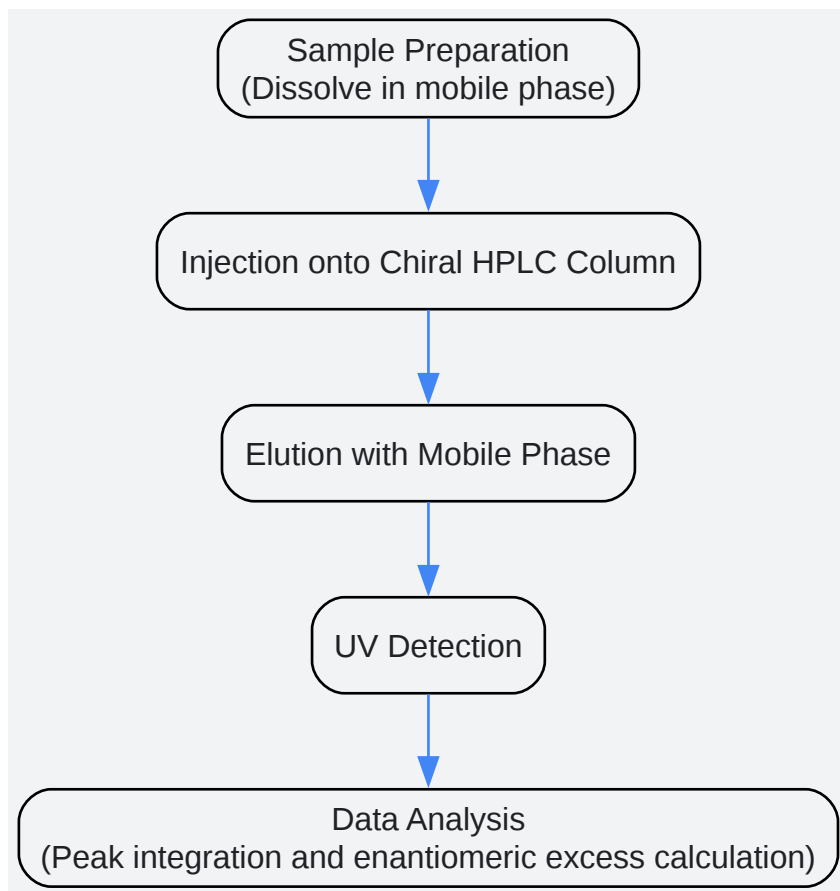 Sample Preparation
(Dissolve in mobile phase)
Injection onto Chiral HPLC Column
Elution with Mobile Phase
UV Detection
Data Analysis
(Peak integration and enantiomeric excess calculation)